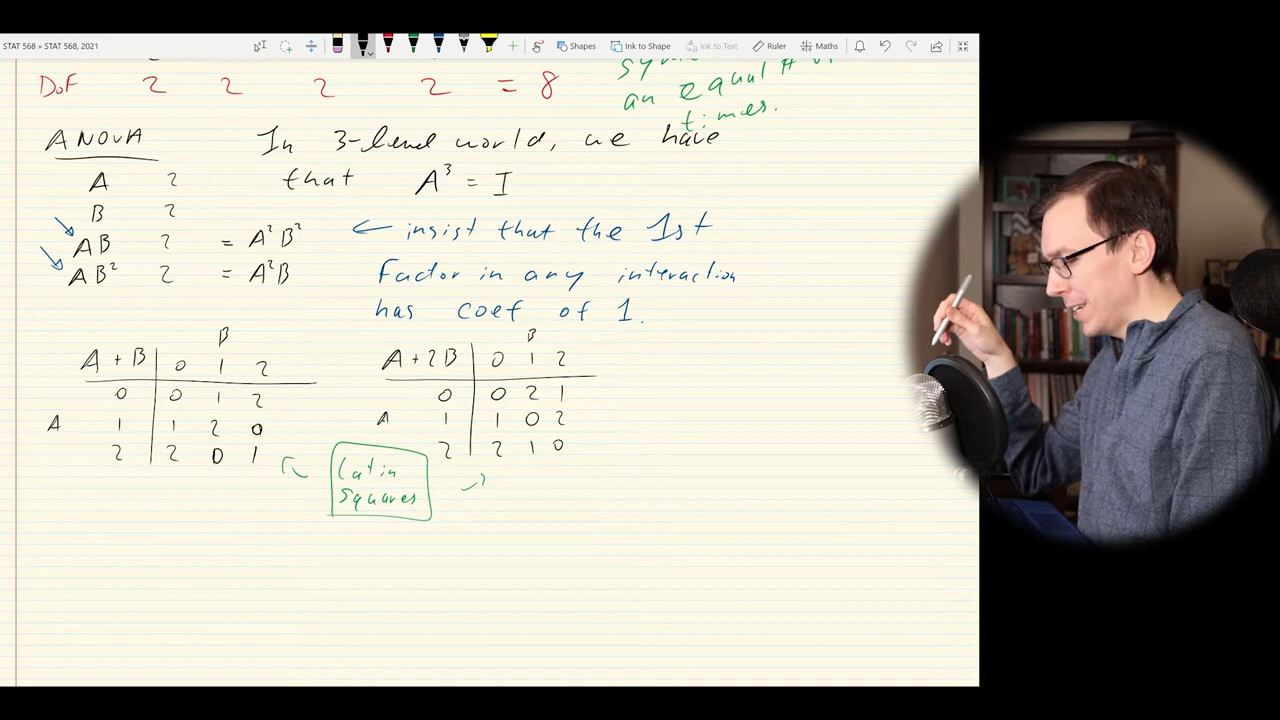 STAT 568 » STAT 568, 2021
Shapes Ink to Shape Ink to Text Ruler Maths
DoF 2 2 2 2 = 8
an equal #
times.
ANOVA In 3-level world, we have
that A³ = I
A 2
B 2
AB 2 = A²B² ← insist that the 1st
AB² 2 = A²B Factor in any interaction
has coef of 1.
B
A + B 0 1 2
0 0 1 2
A 1 1 2 0
2 2 0 1
B
A + 2B 0 1 2
0 0 2 1
A 1 1 0 2
2 2 1 0
Latin
Squares